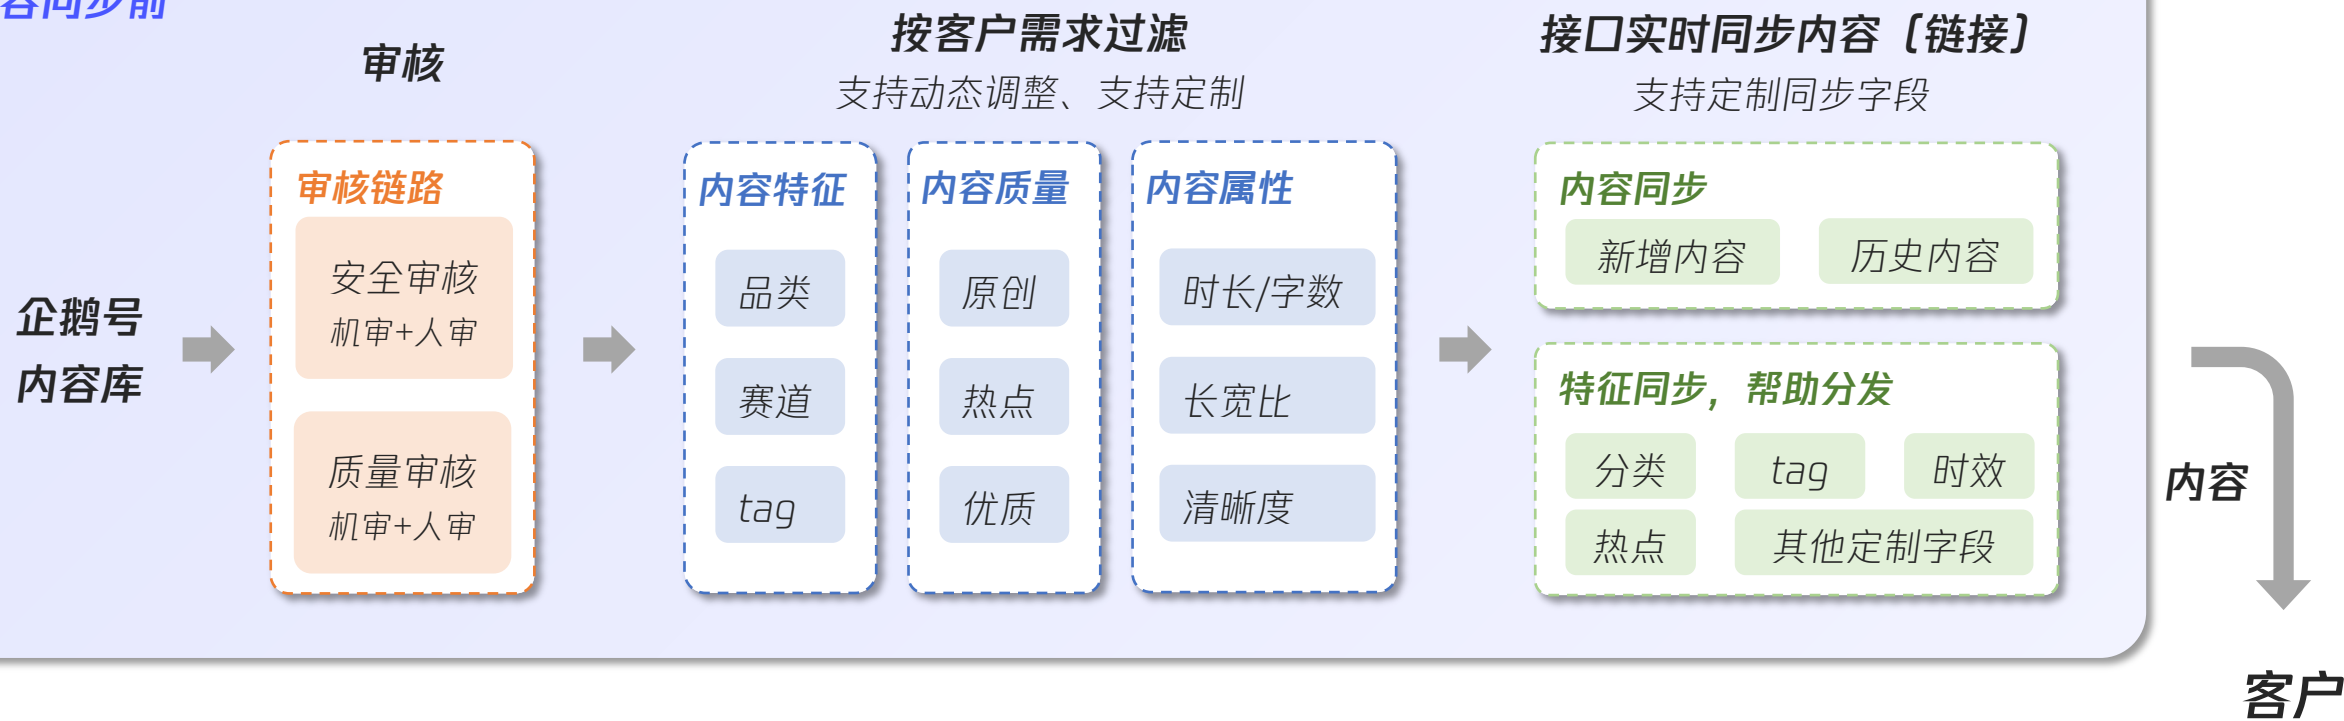 容同步前
审核
按客户需求过滤
支持动态调整、支持定制
接口实时同步内容（链接）
支持定制同步字段
企鹅号
内容库
审核链路
安全审核
机审+人审
质量审核
机审+人审
内容特征
品类
赛道
tag
内容质量
原创
热点
优质
内容属性
时长/字数
长宽比
清晰度
内容同步
新增内容
历史内容
特征同步，帮助分发
分类
tag
时效
热点
其他定制字段
内容
客户